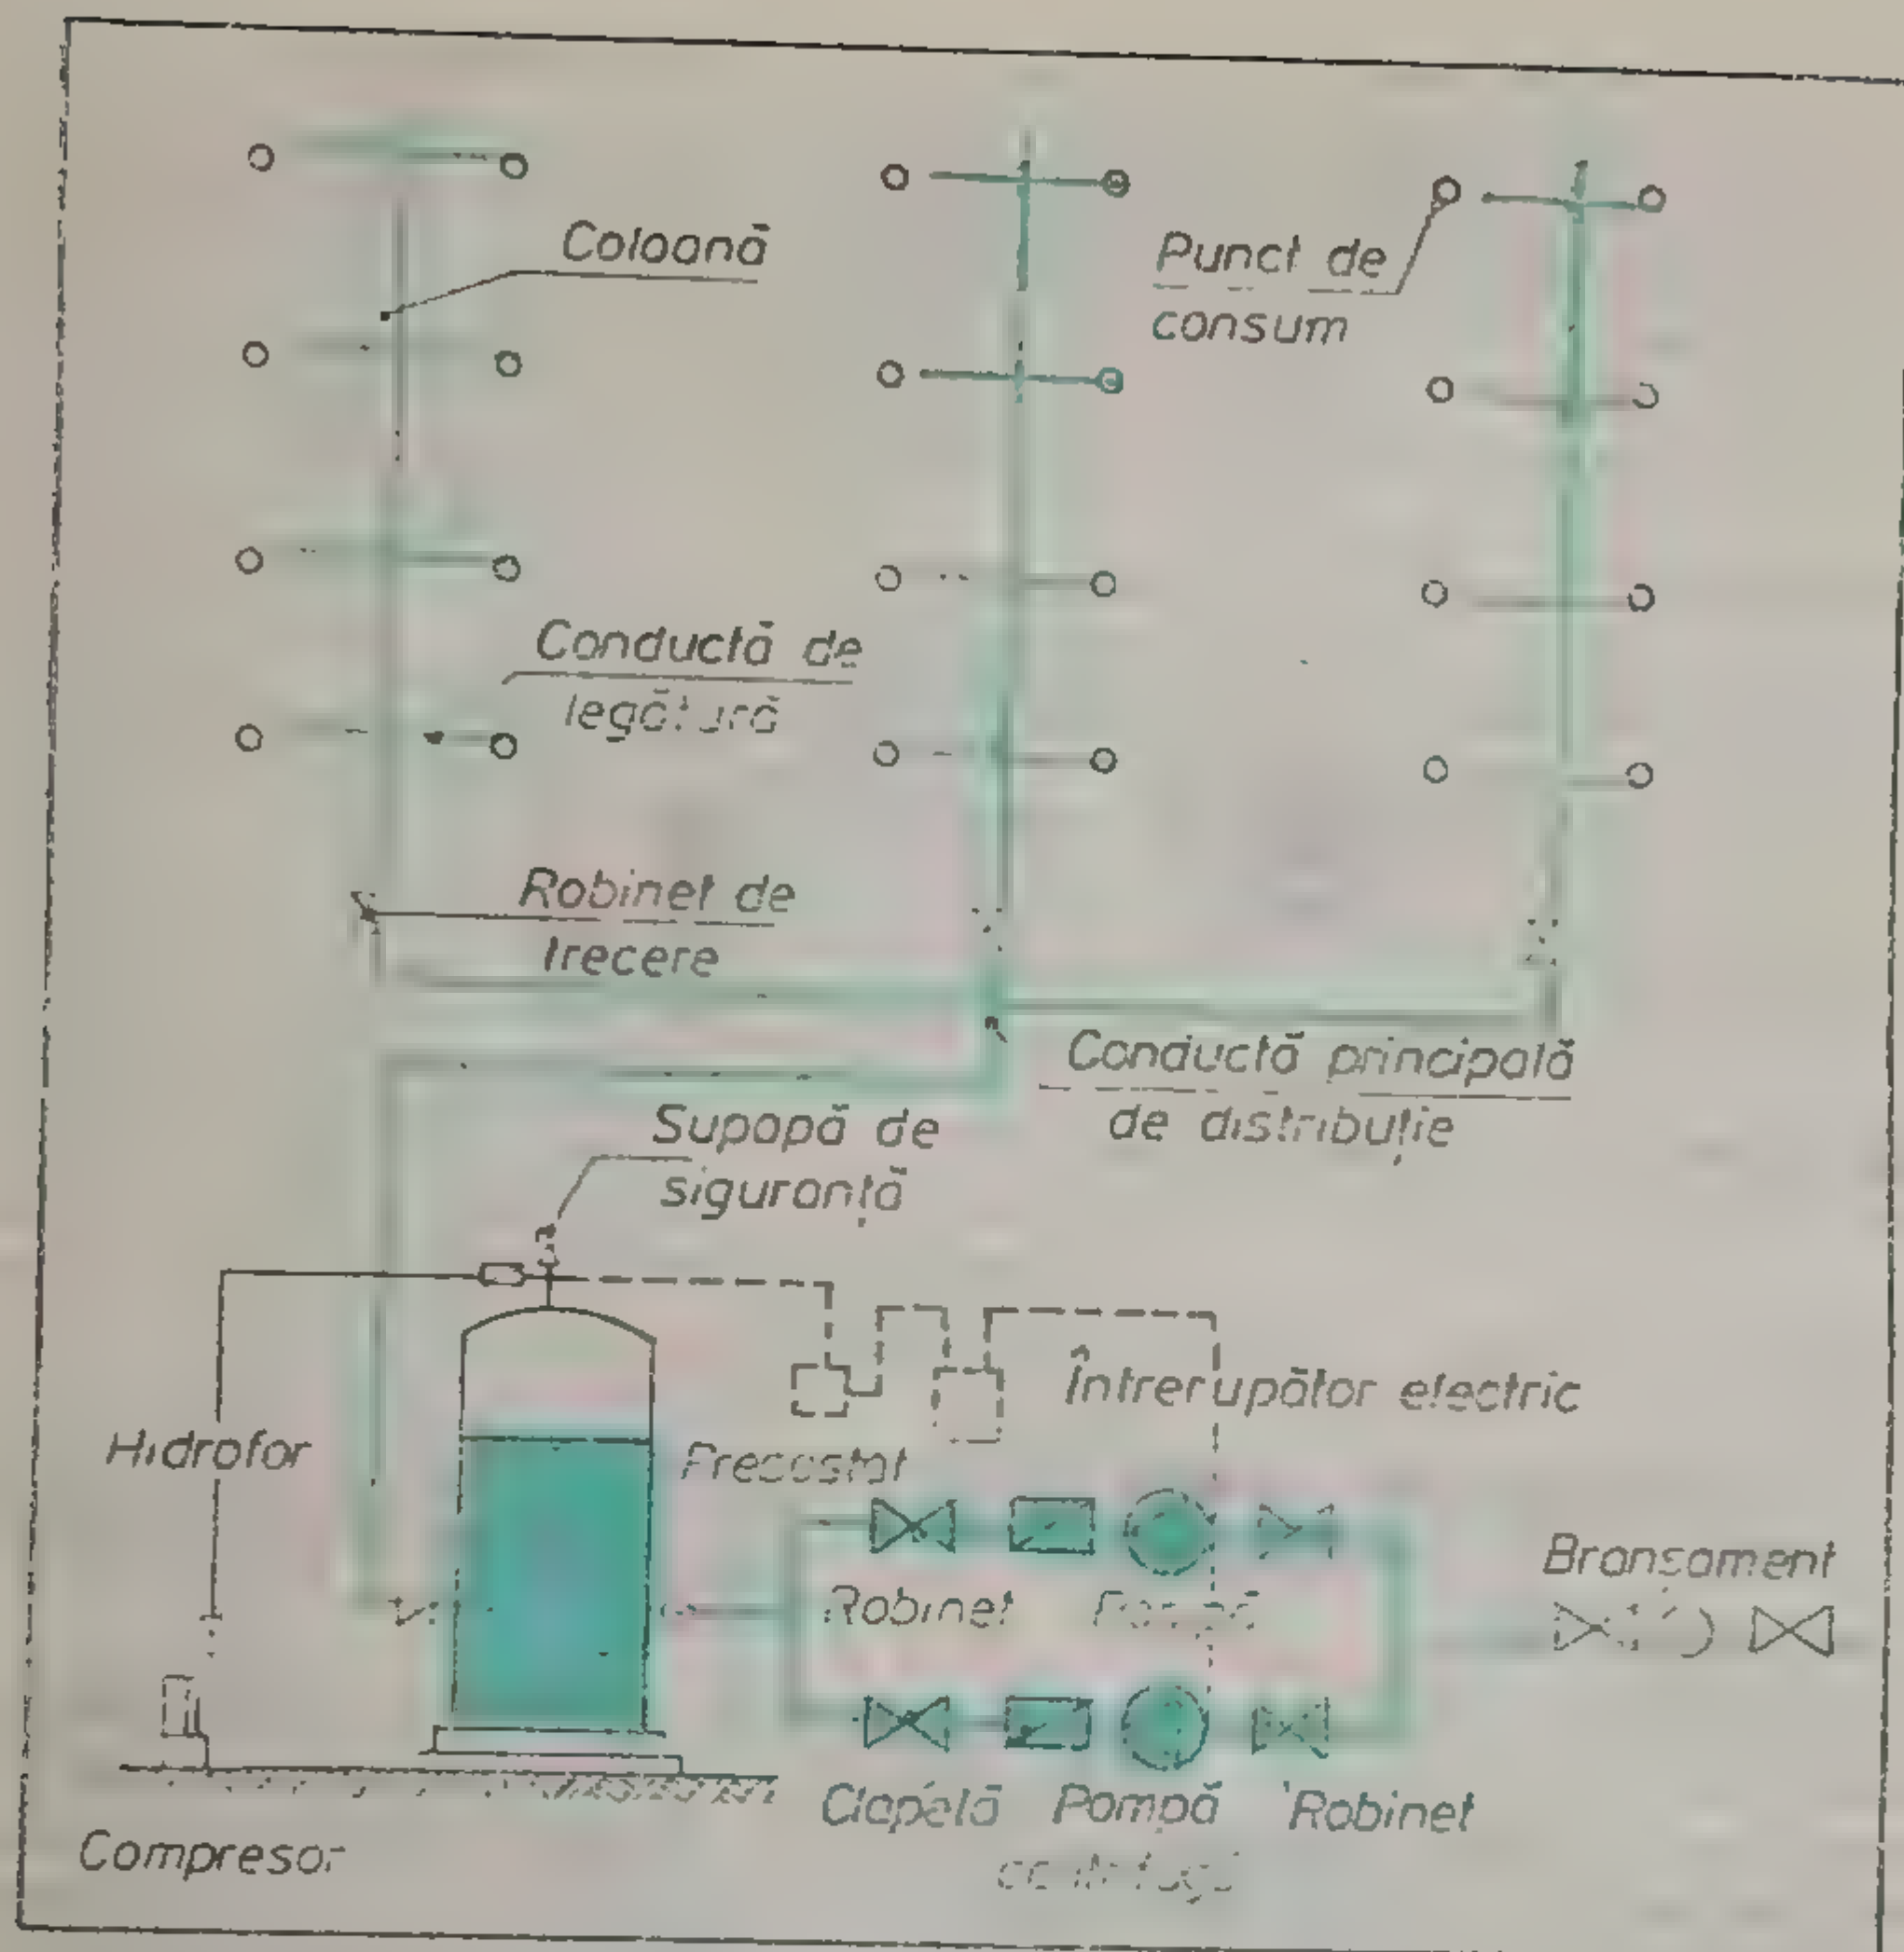 Coloană
Punct de
consum
Conductă de
legătură
Robinet de
trecere
Conductă principală
de distribuție
Supapă de
siguranță
Întrerupător electric
Hidrofor
Robinet
Branșament
Clapetă Pompă Robinet
Compresor